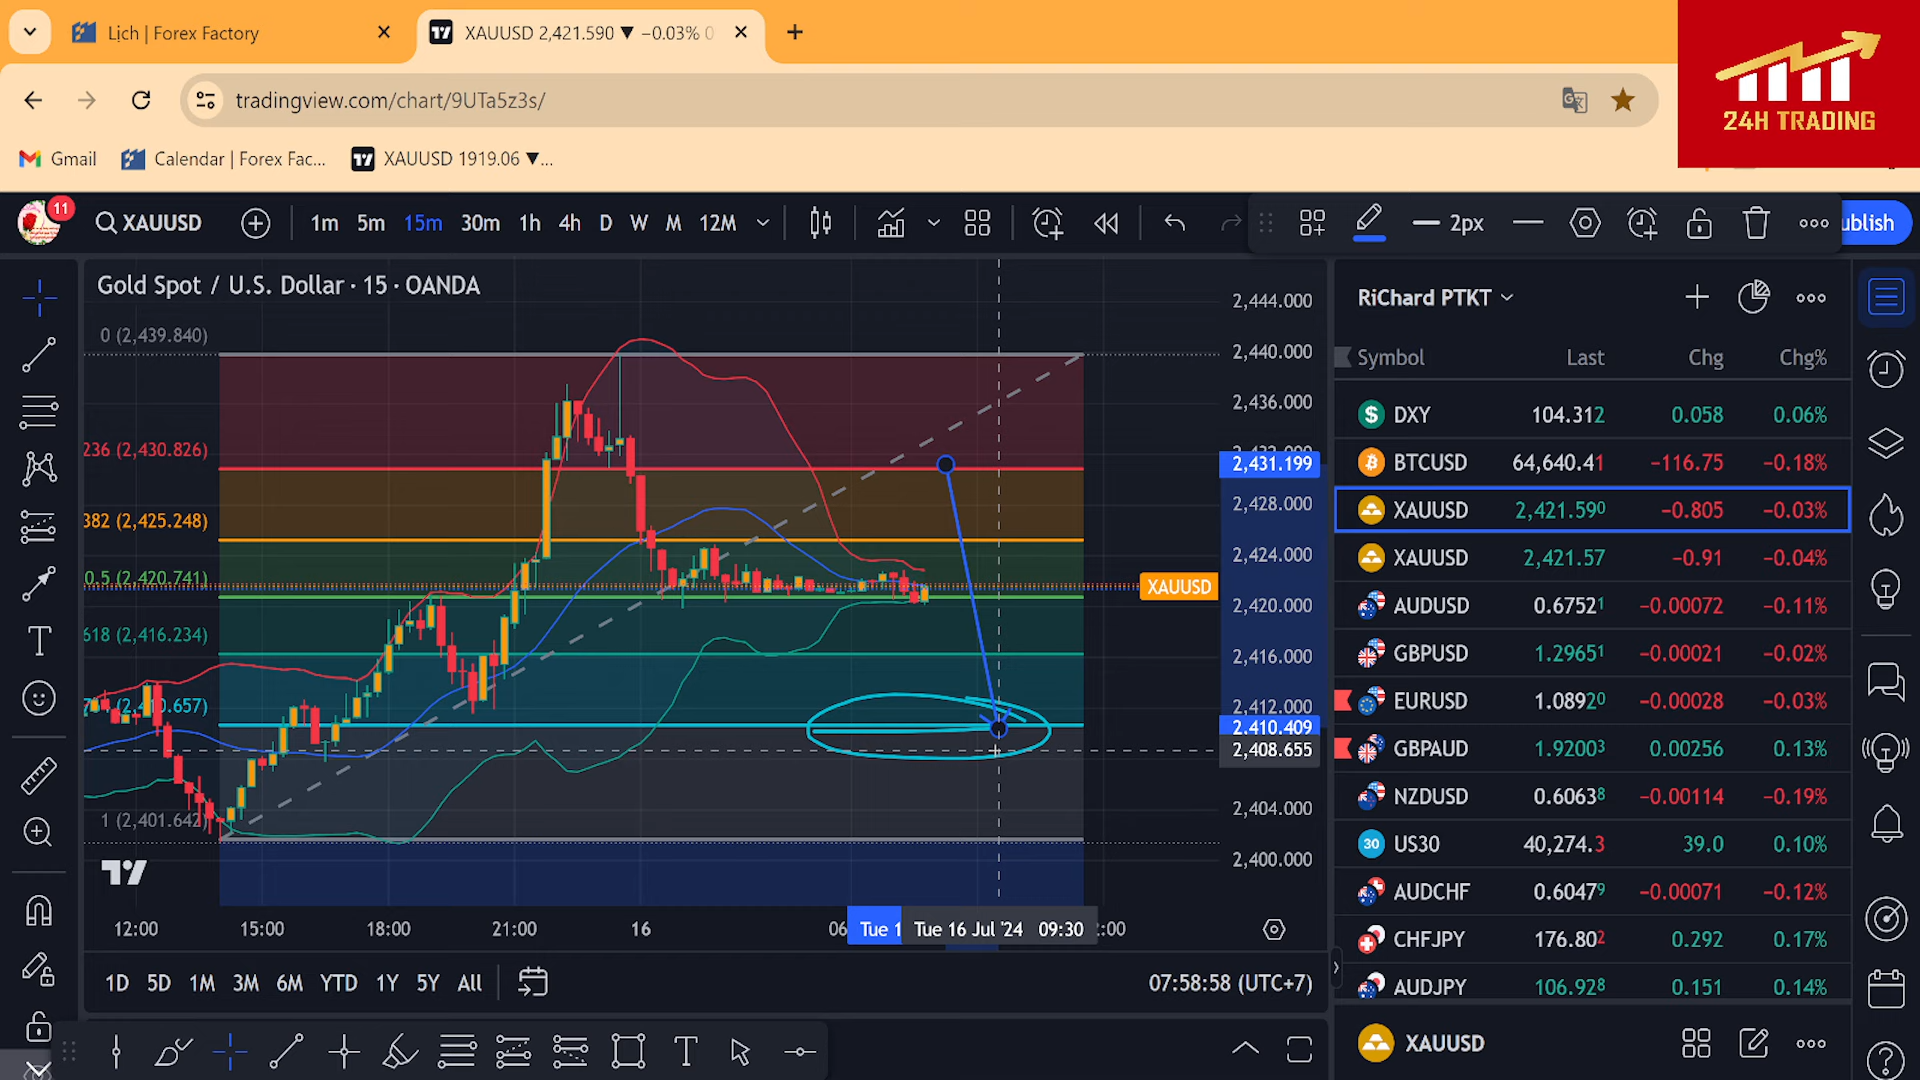 Lịch | Forex Factory
XAUUSD 2,421.590 ▼ −0.03% 0
24H TRADING
tradingview.com/chart/9UTa5z3s/
Gmail
Calendar | Forex Fac...
XAUUSD 1919.06 ▼...
11
XAUUSD
1m 5m 15m 30m 1h 4h D W M 12M
2px
ublish
Gold Spot / U.S. Dollar · 15 · OANDA
0 (2,439.840)
236 (2,430.826)
382 (2,425.248)
0.5 (2,420.741)
618 (2,416.234)
1 (2,401.642)
2,444.000
2,440.000
2,436.000
2,431.199
2,428.000
2,424.000
XAUUSD
2,420.000
2,416.000
2,412.000
2,410.409
2,408.655
2,404.000
2,400.000
12:00 15:00 18:00 21:00 16 06 Tue 1 Tue 16 Jul '24 09:30 :00
1D 5D 1M 3M 6M YTD 1Y 5Y All
07:58:58 (UTC+7)
RiChard PTKT
Symbol Last Chg Chg%
DXY 104.312 0.058 0.06%
BTCUSD 64,640.41 −116.75 −0.18%
XAUUSD 2,421.590 −0.805 −0.03%
XAUUSD 2,421.57 −0.91 −0.04%
AUDUSD 0.67521 −0.00072 −0.11%
GBPUSD 1.29651 −0.00021 −0.02%
EURUSD 1.08920 −0.00028 −0.03%
GBPAUD 1.92003 0.00256 0.13%
NZDUSD 0.60638 −0.00114 −0.19%
30 US30 40,274.3 39.0 0.10%
AUDCHF 0.60479 −0.00071 −0.12%
CHFJPY 176.802 0.292 0.17%
AUDJPY 106.928 0.151 0.14%
XAUUSD